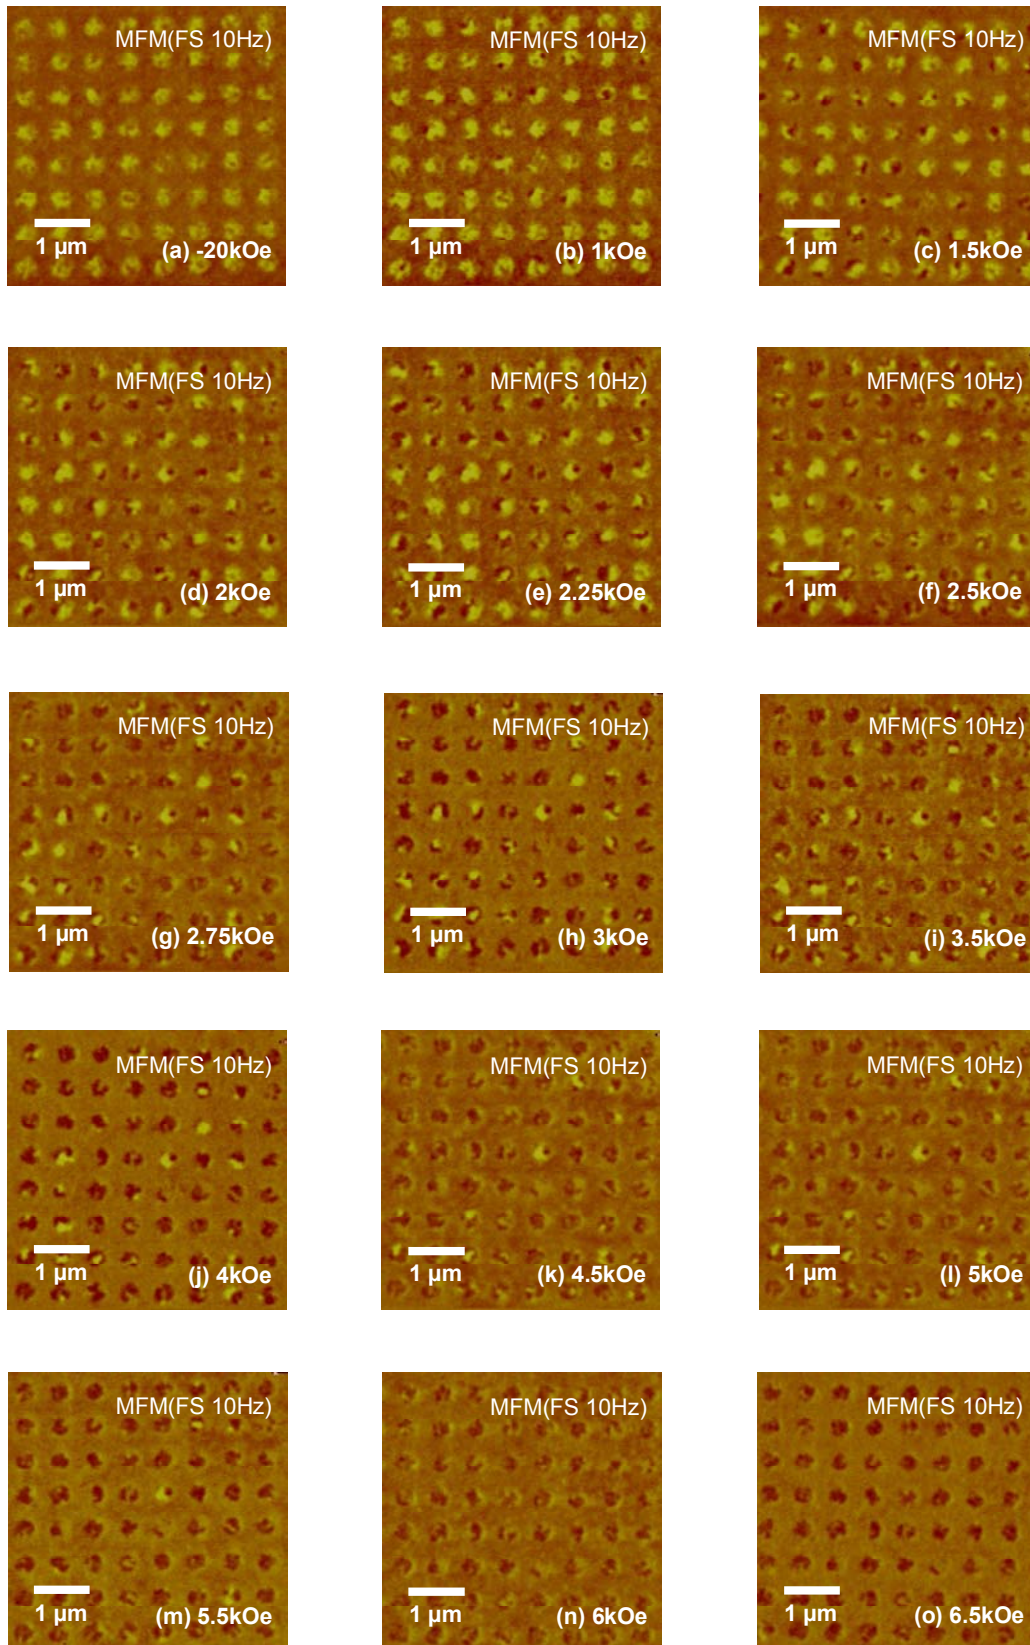 MFM(FS 10Hz)
1 µm
(a) -20kOe
MFM(FS 10Hz)
1 µm
(b) 1kOe
MFM(FS 10Hz)
1 µm
(c) 1.5kOe
MFM(FS 10Hz)
1 µm
(d) 2kOe
MFM(FS 10Hz)
1 µm
(e) 2.25kOe
MFM(FS 10Hz)
1 µm
(f) 2.5kOe
MFM(FS 10Hz)
1 µm
(g) 2.75kOe
MFM(FS 10Hz)
1 µm
(h) 3kOe
MFM(FS 10Hz)
1 µm
(i) 3.5kOe
MFM(FS 10Hz)
1 µm
(j) 4kOe
MFM(FS 10Hz)
1 µm
(k) 4.5kOe
MFM(FS 10Hz)
1 µm
(l) 5kOe
MFM(FS 10Hz)
1 µm
(m) 5.5kOe
MFM(FS 10Hz)
1 µm
(n) 6kOe
MFM(FS 10Hz)
1 µm
(o) 6.5kOe